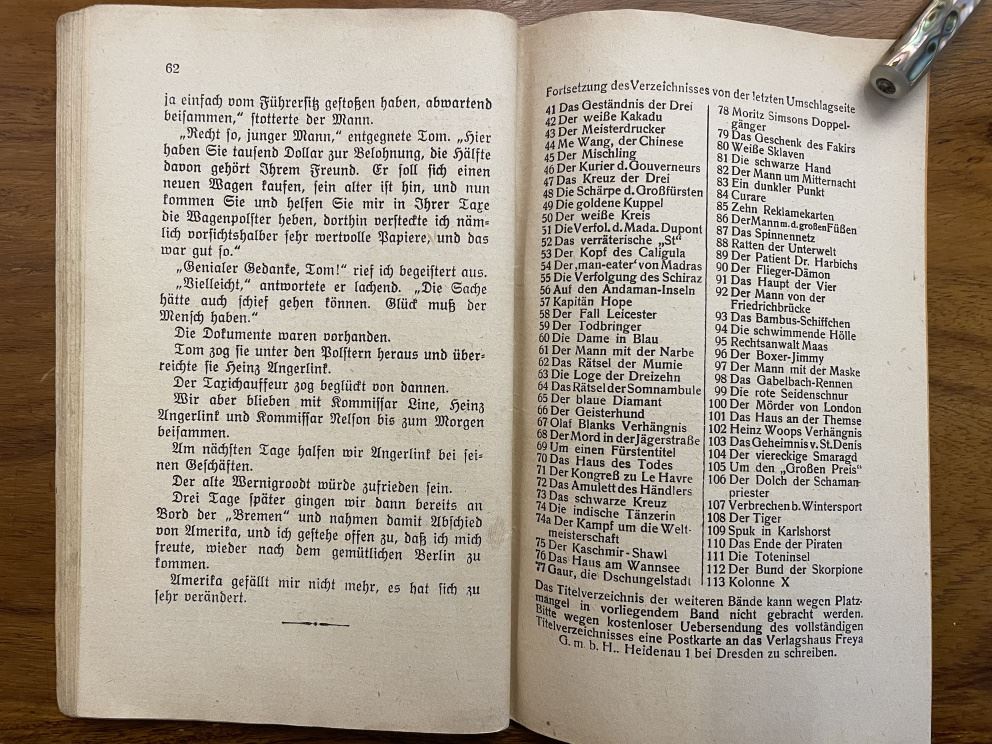 62
ja einfach vom Führersitz gestoßen haben, abwartend
beisammen,“ stotterte der Mann.
„Recht so, junger Mann,“ entgegnete Tom. „Hier
haben Sie tausend Dollar zur Belohnung, die Hälfte
davon gehört Ihrem Freund. Er soll sich einen
neuen Wagen kaufen, sein alter ist hin, und nun
kommen Sie und helfen Sie mir in Ihrer Taxe
die Wagenpolster heben, dorthin versteckte ich näm-
lich vorsichtshalber sehr wertvolle Papiere, und das
war gut so.“
„Genialer Gedanke, Tom!“ rief ich begeistert aus.
„Vielleicht,“ antwortete er lachend. „Die Sache
hätte auch schief gehen können. Glück muß der
Mensch haben.“
Die Dokumente waren vorhanden.
Tom zog sie unter den Polstern heraus und über-
reichte sie Heinz Angerlink.
Der Taxichauffeur zog beglückt von dannen.
Wir aber blieben mit Kommissar Line, Heinz
Angerlink und Kommissar Nelson bis zum Morgen
beisammen.
Am nächsten Tage halfen wir Angerlink bei sei-
nen Geschäften.
Der alte Wernigroodt würde zufrieden sein.
Drei Tage später gingen wir dann bereits an
Bord der „Bremen“ und nahmen damit Abschied
von Amerika, und ich gestehe offen zu, daß ich mich
freute, wieder nach dem gemütlichen Berlin zu
kommen.
Amerika gefällt mir nicht mehr, es hat sich zu
sehr verändert.
Fortsetzung des Verzeichnisses von der letzten Umschlagseite
41 Das Geständnis der Drei
42 Der weiße Kakadu
43 Der Meisterdrucker
44 Me Wang, der Chinese
45 Der Mischling
46 Der Kurier d. Gouverneurs
47 Das Kreuz der Drei
48 Die Schärpe d. Großfürsten
49 Die goldene Kuppel
50 Der weiße Kreis
51 Die Verfol. d. Mada. Dupont
52 Das verräterische „St“
53 Der Kopf des Caligula
54 Der ‚man-eater‘ von Madras
55 Die Verfolgung des Schiraz
56 Auf den Andaman-Inseln
57 Kapitän Hope
58 Der Fall Leicester
59 Der Todbringer
60 Die Dame in Blau
61 Der Mann mit der Narbe
62 Das Rätsel der Mumie
63 Die Loge der Dreizehn
64 Das Rätsel der Somnambule
65 Der blaue Diamant
66 Der Geisterhund
67 Olaf Blanks Verhängnis
68 Der Mord in der Jägerstraße
69 Um einen Fürstentitel
70 Das Haus des Todes
71 Der Kongreß zu Le Havre
72 Das Amulett des Händlers
73 Das schwarze Kreuz
74 Die indische Tänzerin
74a Der Kampf um die Welt-
meisterschaft
75 Der Kaschmir-Shawl
76 Das Haus am Wannsee
77 Gaur, die Dschungelstadt
78 Moritz Simsons Doppel-
gänger
79 Das Geschenk des Fakirs
80 Weiße Sklaven
81 Die schwarze Hand
82 Der Mann um Mitternacht
83 Ein dunkler Punkt
84 Curare
85 Zehn Reklamekarten
86 Der Mann m. d. großen Füßen
87 Das Spinnennetz
88 Ratten der Unterwelt
89 Der Patient Dr. Harbichs
90 Der Flieger-Dämon
91 Das Haupt der Vier
92 Der Mann von der
Friedrichbrücke
93 Das Bambus-Schiffchen
94 Die schwimmende Hölle
95 Rechtsanwalt Maas
96 Der Boxer-Jimmy
97 Der Mann mit der Maske
98 Das Gabelbach-Rennen
99 Die rote Seidenschnur
100 Der Mörder von London
101 Das Haus an der Themse
102 Heinz Woops Verhängnis
103 Das Geheimnis v. St. Denis
104 Der viereckige Smaragd
105 Um den „Großen Preis“
106 Der Dolch der Schaman-
priester
107 Verbrechen b. Wintersport
108 Der Tiger
109 Spuk in Karlshorst
110 Das Ende der Piraten
111 Die Toteninsel
112 Der Bund der Skorpione
113 Kolonne X
Das Titelverzeichnis der weiteren Bände kann wegen Platz-
mangel in vorliegendem Band nicht gebracht werden.
Bitte wegen kostenloser Uebersendung des vollständigen
Titelverzeichnisses eine Postkarte an das Verlagshaus Freya
G. m. b. H., Heidenau 1 bei Dresden zu schreiben.